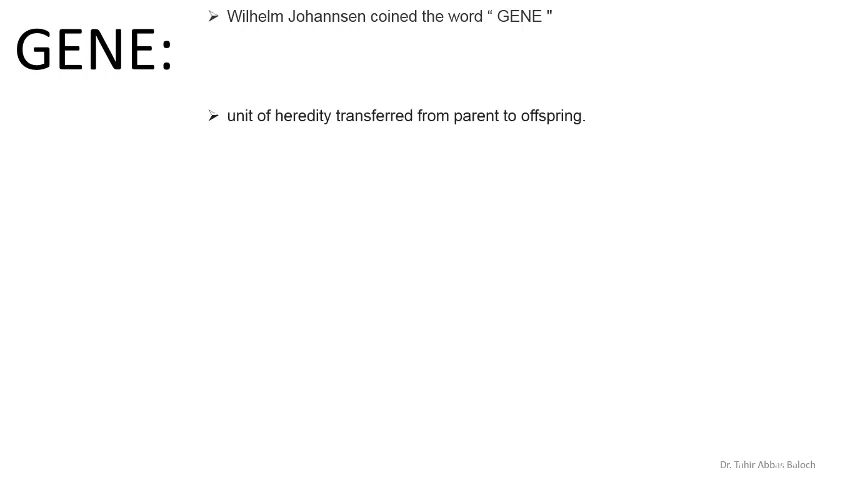 GENE:
➢ Wilhelm Johannsen coined the word “ GENE "
➢ unit of heredity transferred from parent to offspring.
Dr. Tahir Abbas Baloch